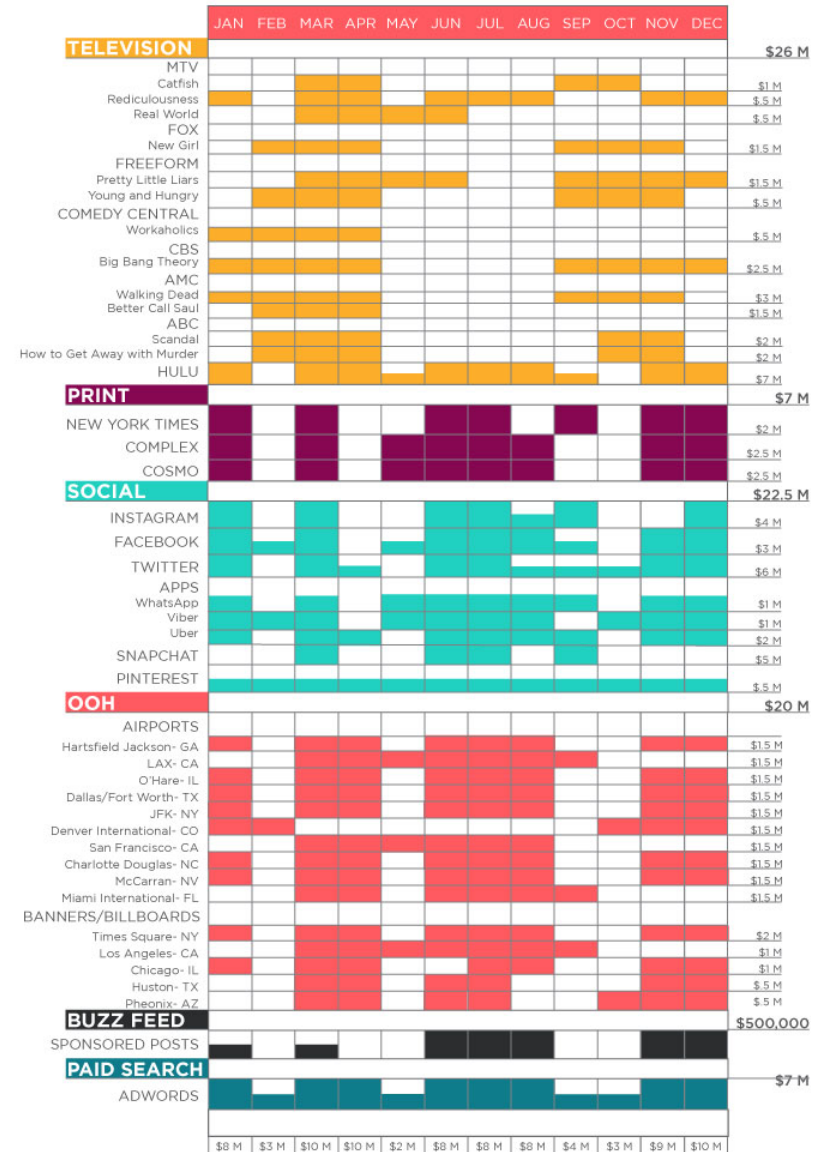 JAN FEB MAR APR MAY JUN JUL AUG SEP OCT NOV DEC
TELEVISION $26 M
MTV
Catfish $1 M
Rediculousness $.5 M
Real World $.5 M
FOX
New Girl $1.5 M
FREEFORM
Pretty Little Liars $1.5 M
Young and Hungry $.5 M
COMEDY CENTRAL
Workaholics $.5 M
CBS
Big Bang Theory $2.5 M
AMC
Walking Dead $3 M
Better Call Saul $1.5 M
ABC
Scandal $2 M
How to Get Away with Murder $2 M
HULU $7 M
PRINT $7 M
NEW YORK TIMES $2 M
COMPLEX $2.5 M
COSMO $2.5 M
SOCIAL $22.5 M
INSTAGRAM $4 M
FACEBOOK $3 M
TWITTER $6 M
APPS
WhatsApp $1 M
Viber $1 M
Uber $2 M
SNAPCHAT $5 M
PINTEREST $.5 M
OOH $20 M
AIRPORTS
Hartsfield Jackson- GA $1.5 M
LAX- CA $1.5 M
O'Hare- IL $1.5 M
Dallas/Fort Worth- TX $1.5 M
JFK- NY $1.5 M
Denver International- CO $1.5 M
San Francisco- CA $1.5 M
Charlotte Douglas- NC $1.5 M
McCarran- NV $1.5 M
Miami International- FL $1.5 M
BANNERS/BILLBOARDS
Times Square- NY $2 M
Los Angeles- CA $1 M
Chicago- IL $1 M
Huston- TX $.5 M
Pheonix- AZ $.5 M
BUZZ FEED $500,000
SPONSORED POSTS
PAID SEARCH $7 M
ADWORDS
$8 M $3 M $10 M $10 M $2 M $8 M $8 M $8 M $4 M $3 M $9 M $10 M